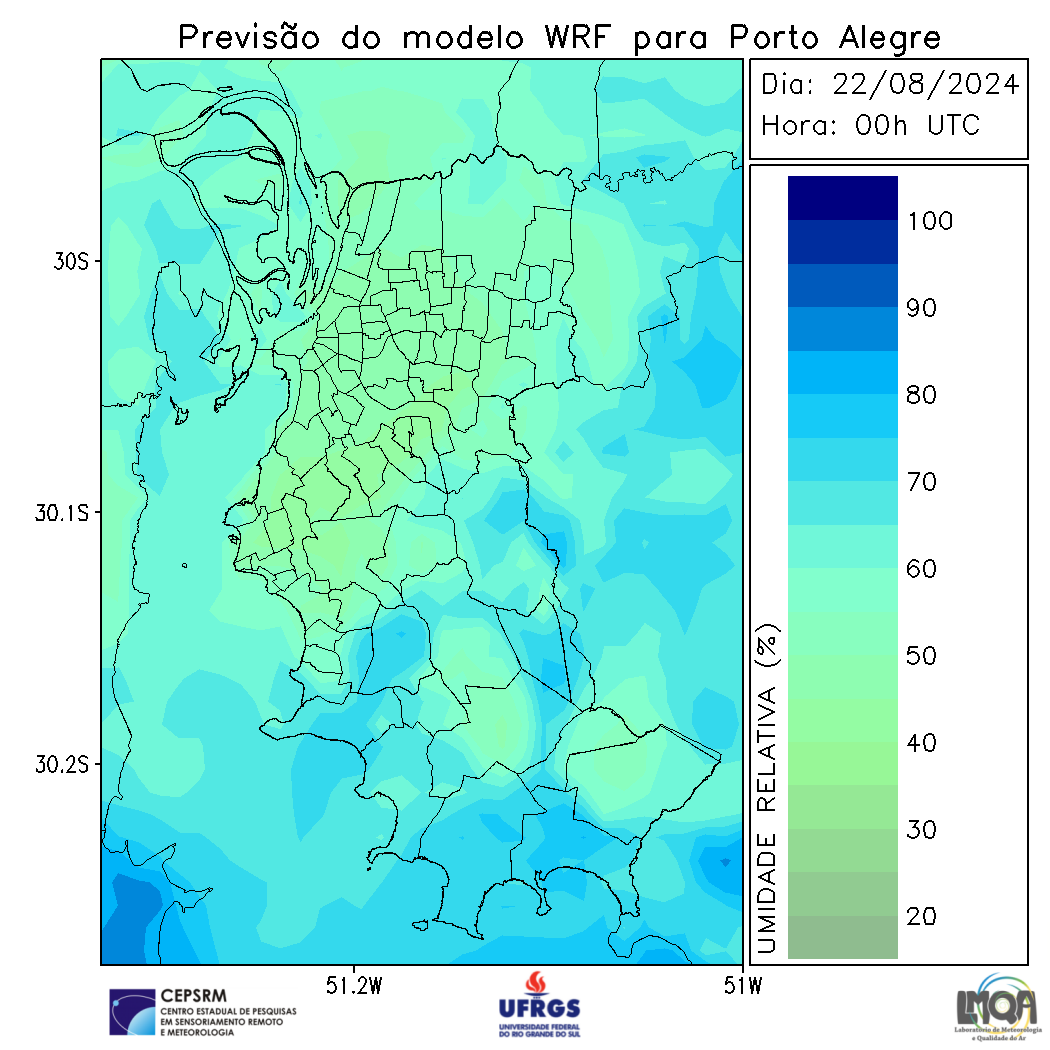 Previsão do modelo WRF para Porto Alegre
Dia: 22/08/2024
Hora: 00h UTC
100
90
80
70
60
50
40
30
20
UMIDADE RELATIVA (%)
30S
30.1S
30.2S
51.2W
51W
CEPSRM
CENTRO ESTADUAL DE PESQUISAS
EM SENSORIAMENTO REMOTO
E METEOROLOGIA
UFRGS
UNIVERSIDADE FEDERAL
DO RIO GRANDE DO SUL
LMQA
Laboratório de Meteorologia
e Qualidade do Ar